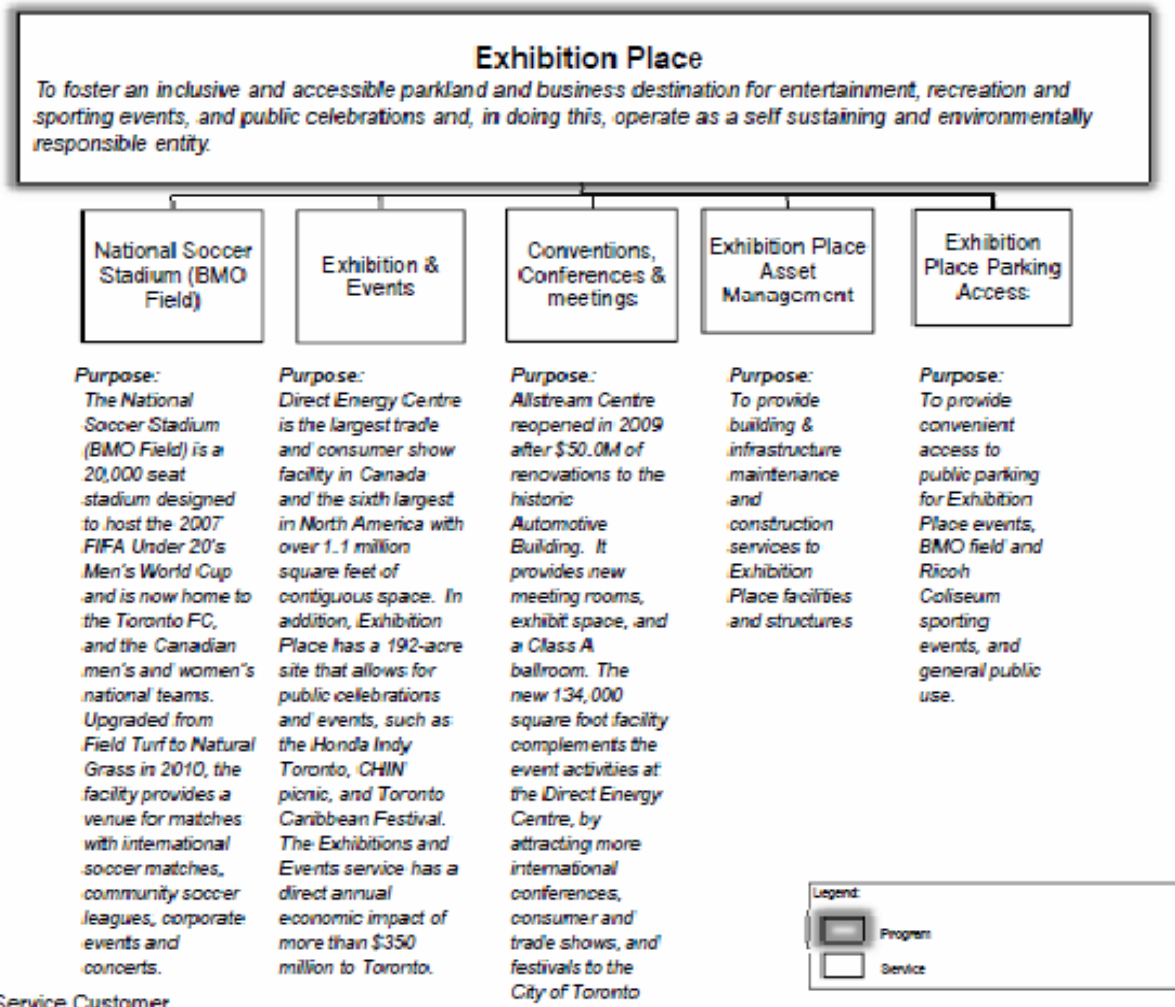 Exhibition Place
To foster an inclusive and accessible parkland and business destination for entertainment, recreation and
sporting events, and public celebrations and, in doing this, operate as a self sustaining and environmentally
responsible entity.
National Soccer
Stadium (BMO
Field)
Exhibition &
Events
Conventions,
Conferences &
meetings
Exhibition Place
Asset
Management
Exhibition
Place Parking
Access
Purpose:
The National
Soccer Stadium
(BMO Field) is a
20,000 seat
stadium designed
to host the 2007
FIFA Under 20's
Men's World Cup
and is now home to
the Toronto FC,
and the Canadian
men's and women's
national teams.
Upgraded from
Field Turf to Natural
Grass in 2010, the
facility provides a
venue for matches
with international
soccer matches,
community soccer
leagues, corporate
events and
concerts.
Purpose:
Direct Energy Centre
is the largest trade
and consumer show
facility in Canada
and the sixth largest
in North America with
over 1.1 million
square feet of
contiguous space. In
addition, Exhibition
Place has a 192-acre
site that allows for
public celebrations
and events, such as
the Honda Indy
Toronto, CHIN
picnic, and Toronto
Caribbean Festival.
The Exhibitions and
Events service has a
direct annual
economic impact of
more than $350
million to Toronto.
Purpose:
Allstream Centre
reopened in 2009
after $50.0M of
renovations to the
historic
Automotive
Building. It
provides new
meeting rooms,
exhibit space, and
a Class A
ballroom. The
new 134,000
square foot facility
complements the
event activities at
the Direct Energy
Centre, by
attracting more
international
conferences,
consumer and
trade shows, and
festivals to the
City of Toronto
Purpose:
To provide
building &
infrastructure
maintenance
and
construction
services to
Exhibition
Place facilities
and structures
Purpose:
To provide
convenient
access to
public parking
for Exhibition
Place events,
BMO field and
Ricoh
Coliseum
sporting
events, and
general public
use.
Legend:
Program
Service
Service Customer